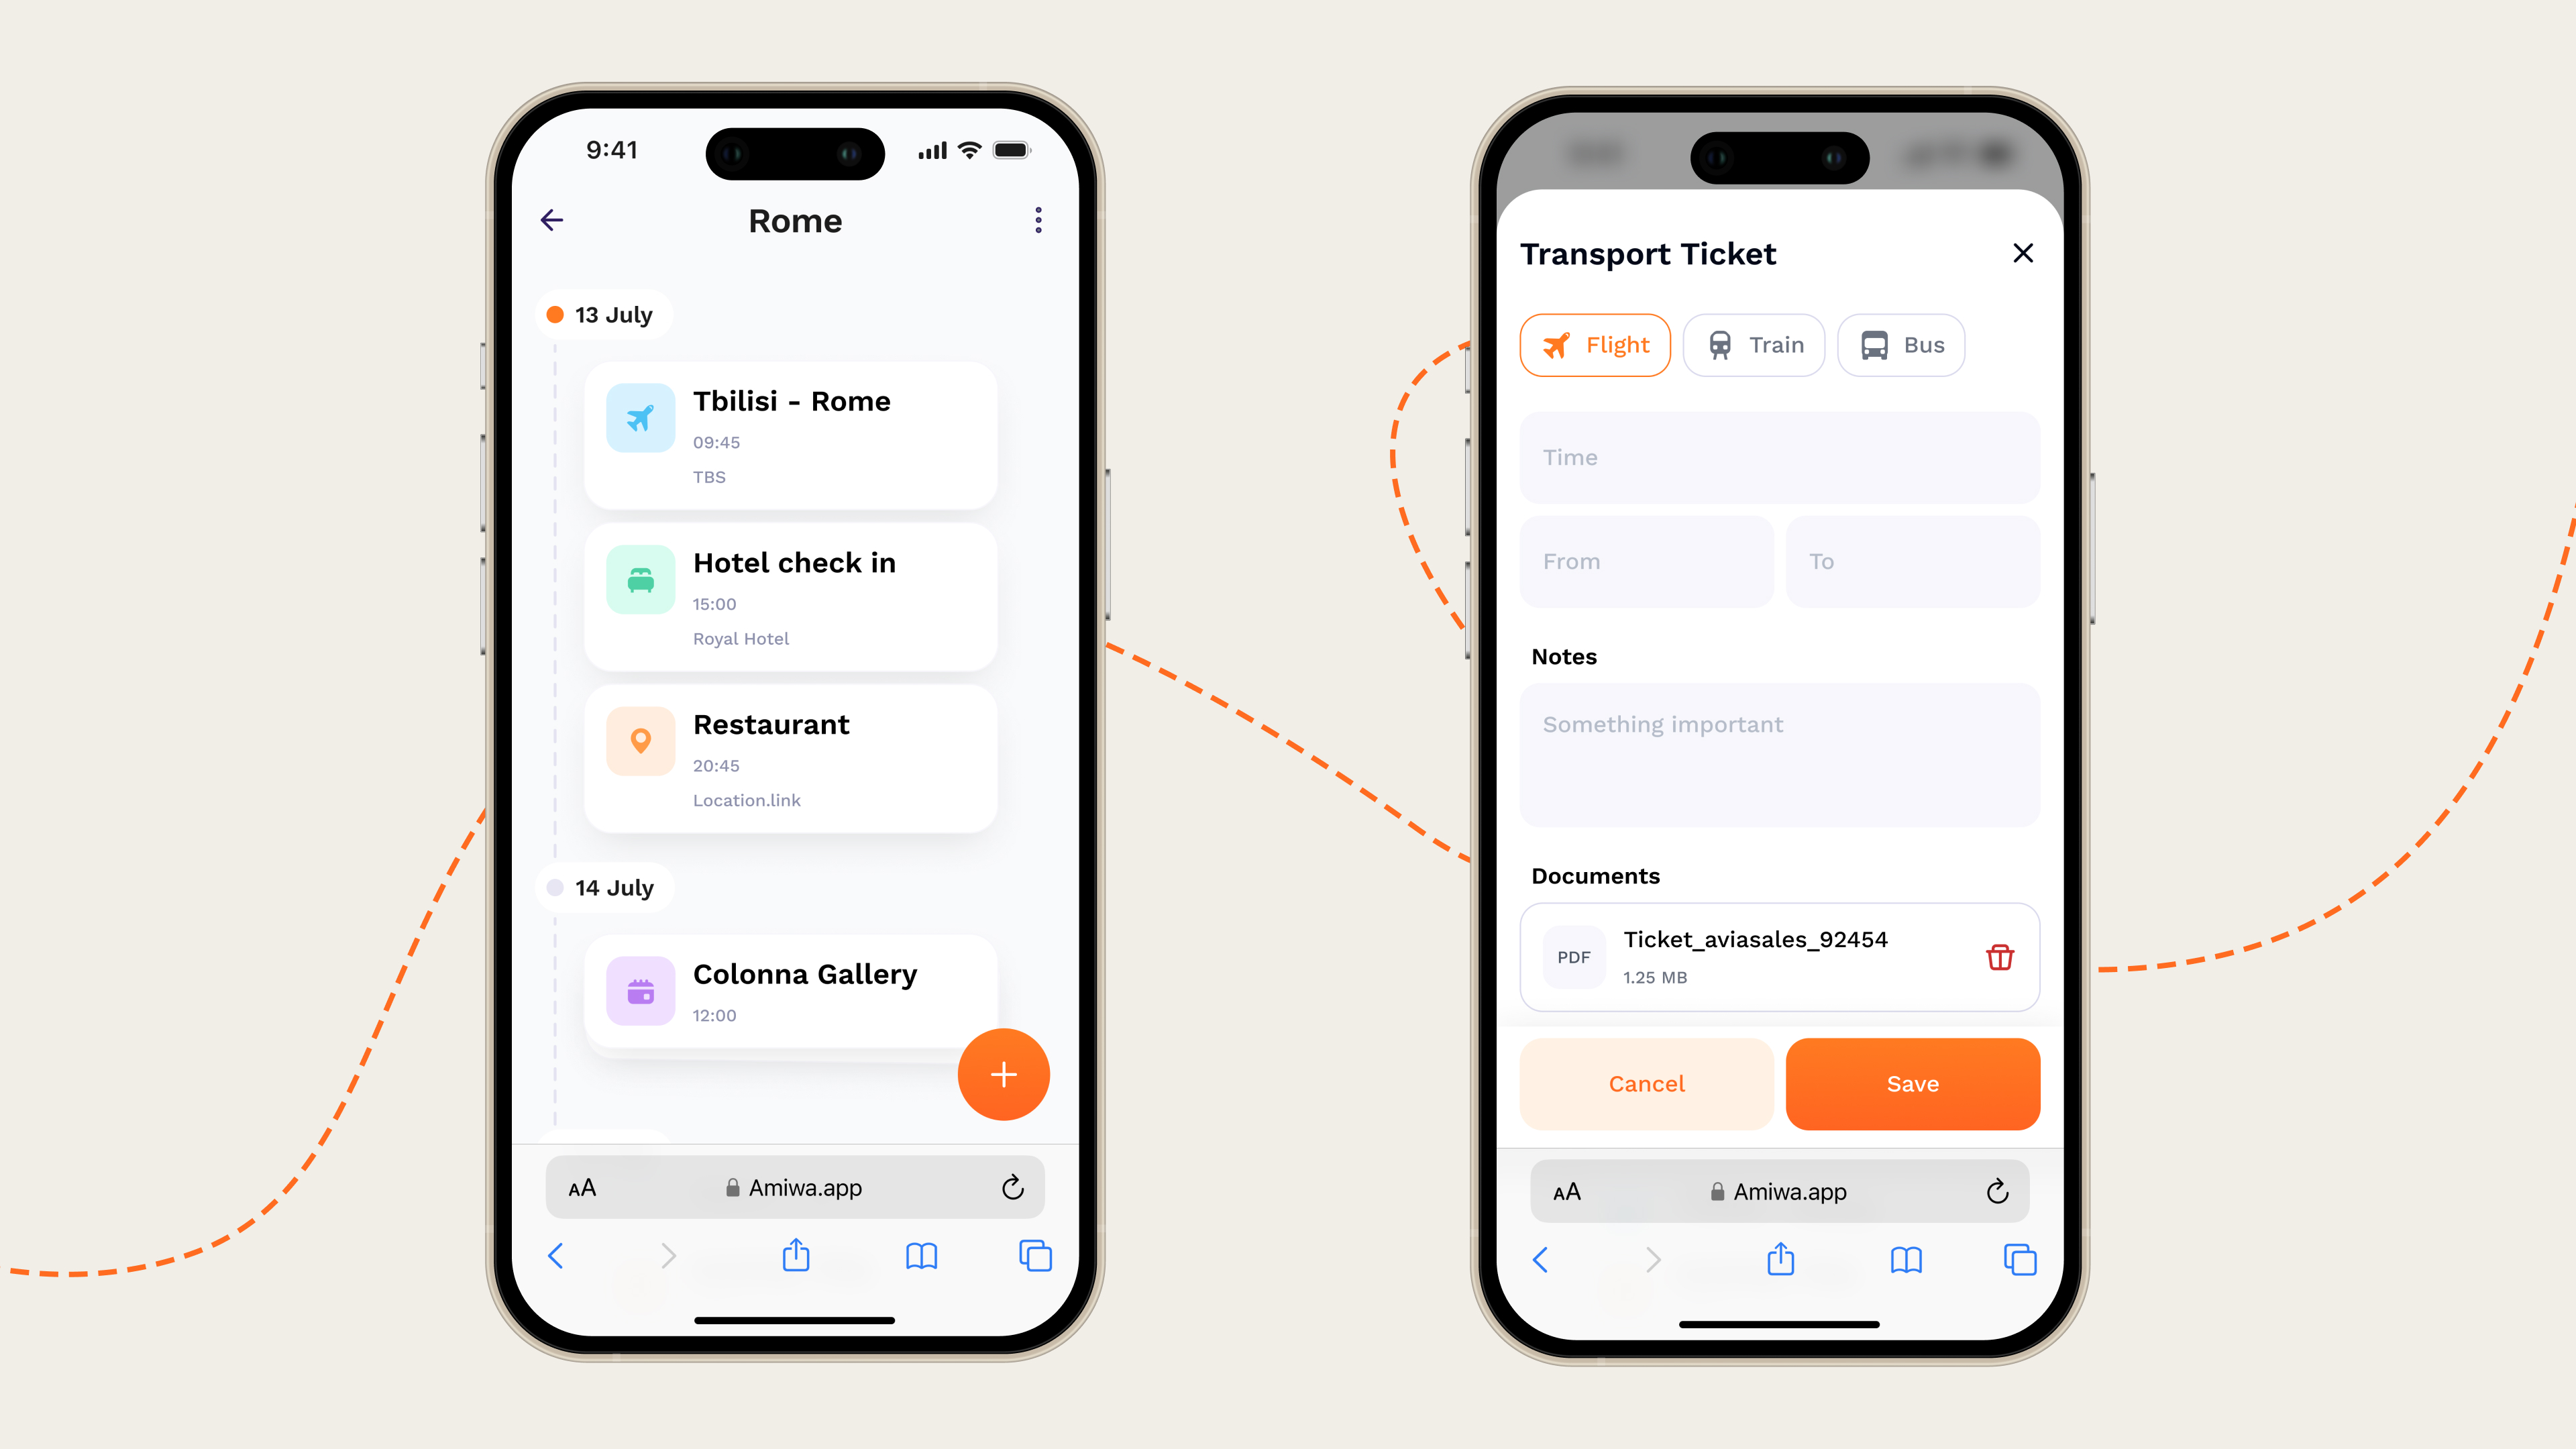 9:41
Rome
13 July
Tbilisi - Rome
09:45
TBS
Hotel check in
15:00
Royal Hotel
Restaurant
20:45
Location.link
14 July
Colonna Gallery
12:00
AA
Amiwa.app
Transport Ticket
Flight
Train
Bus
Time
From
To
Notes
Something important
Documents
PDF
Ticket_aviasales_92454
1.25 MB
Cancel
Save
AA
Amiwa.app